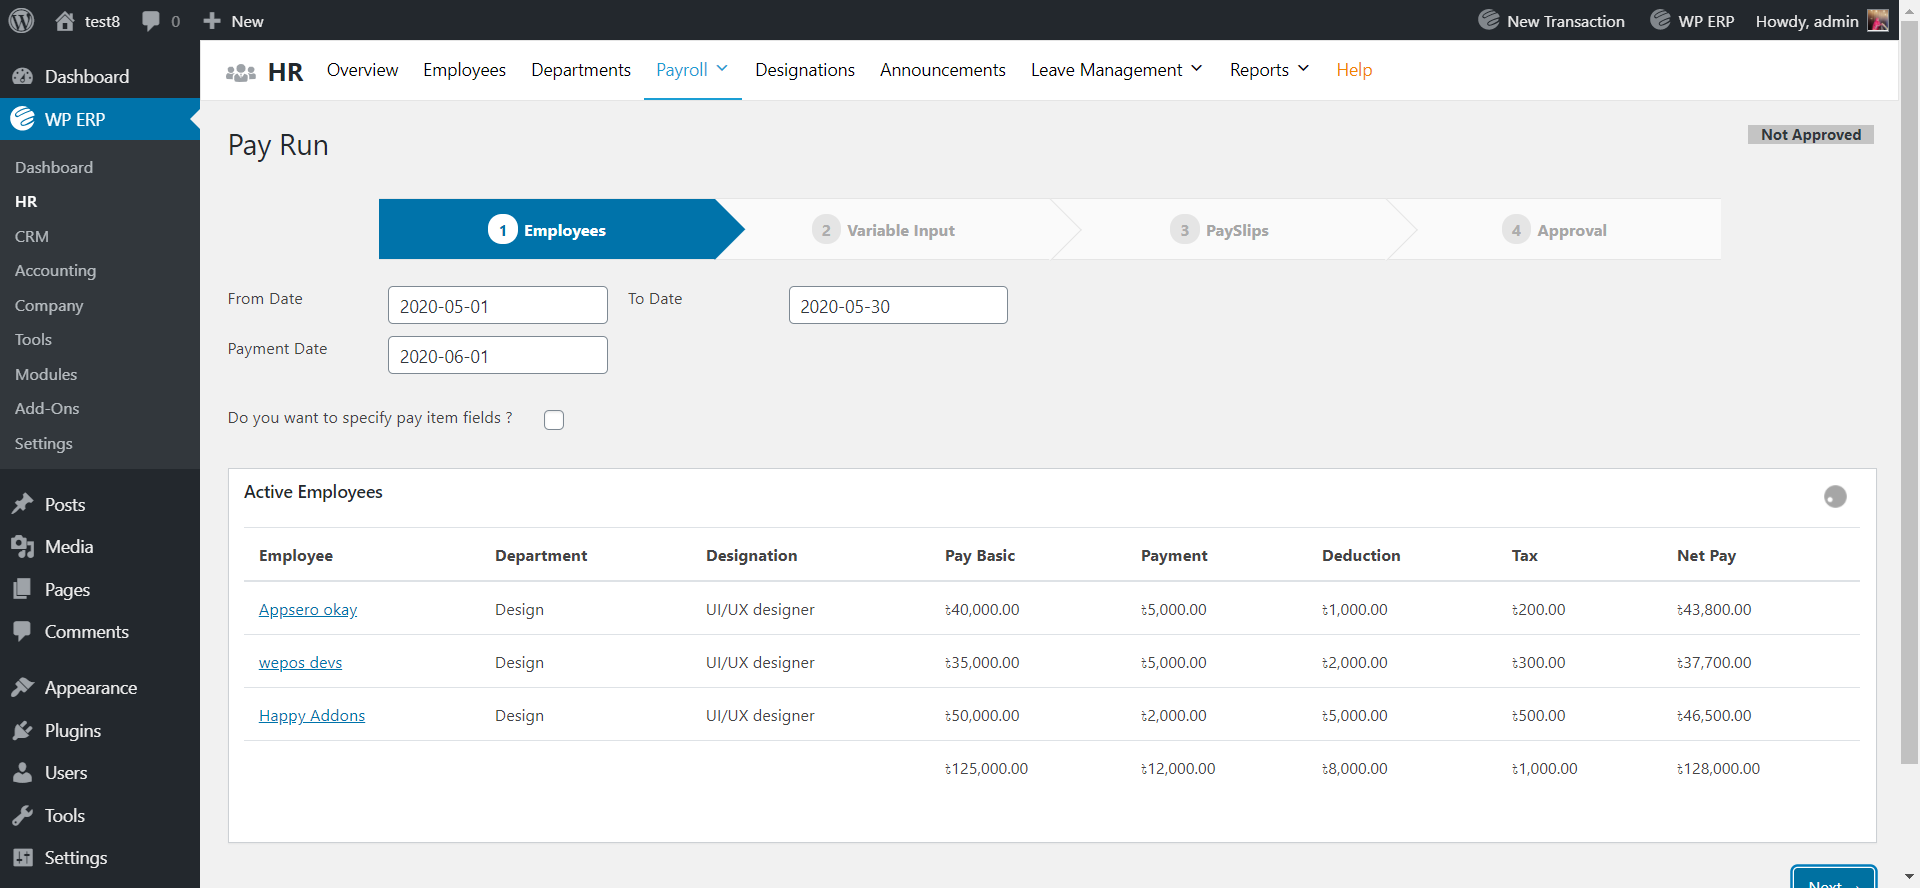 test8 0 New New Transaction WP ERP Howdy, admin
Dashboard
WP ERP
Dashboard
HR
CRM
Accounting
Company
Tools
Modules
Add-Ons
Settings
Posts
Media
Pages
Comments
Appearance
Plugins
Users
Tools
Settings
HR Overview Employees Departments Payroll Designations Announcements Leave Management Reports Help
Pay Run
Not Approved
1 Employees 2 Variable Input 3 PaySlips 4 Approval
From Date 2020-05-01 To Date 2020-05-30
Payment Date 2020-06-01
Do you want to specify pay item fields ?
Active Employees
Employee Department Designation Pay Basic Payment Deduction Tax Net Pay
Appsero okay Design UI/UX designer ৳40,000.00 ৳5,000.00 ৳1,000.00 ৳200.00 ৳43,800.00
wepos devs Design UI/UX designer ৳35,000.00 ৳5,000.00 ৳2,000.00 ৳300.00 ৳37,700.00
Happy Addons Design UI/UX designer ৳50,000.00 ৳2,000.00 ৳5,000.00 ৳500.00 ৳46,500.00
৳125,000.00 ৳12,000.00 ৳8,000.00 ৳1,000.00 ৳128,000.00
Next →